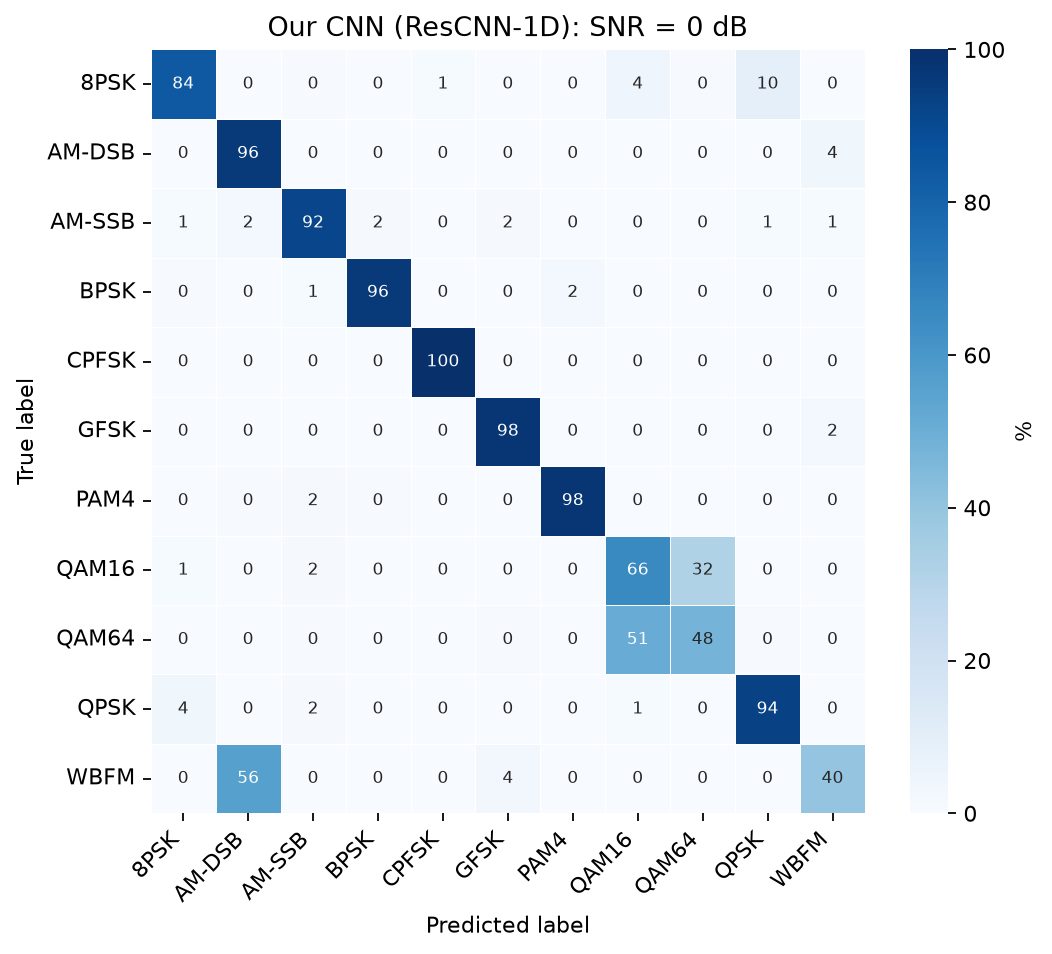 Our CNN (ResCNN-1D): SNR = 0 dB
True label
8PSK 84 0 0 0 1 0 0 4 0 10 0
AM-DSB 0 96 0 0 0 0 0 0 0 0 4
AM-SSB 1 2 92 2 0 2 0 0 0 1 1
BPSK 0 0 1 96 0 0 2 0 0 0 0
CPFSK 0 0 0 0 100 0 0 0 0 0 0
GFSK 0 0 0 0 0 98 0 0 0 0 2
PAM4 0 0 2 0 0 0 98 0 0 0 0
QAM16 1 0 2 0 0 0 0 66 32 0 0
QAM64 0 0 0 0 0 0 0 51 48 0 0
QPSK 4 0 2 0 0 0 0 1 0 94 0
WBFM 0 56 0 0 0 4 0 0 0 0 40
8PSK AM-DSB AM-SSB BPSK CPFSK GFSK PAM4 QAM16 QAM64 QPSK WBFM
Predicted label
100
80
60
40
20
0
%